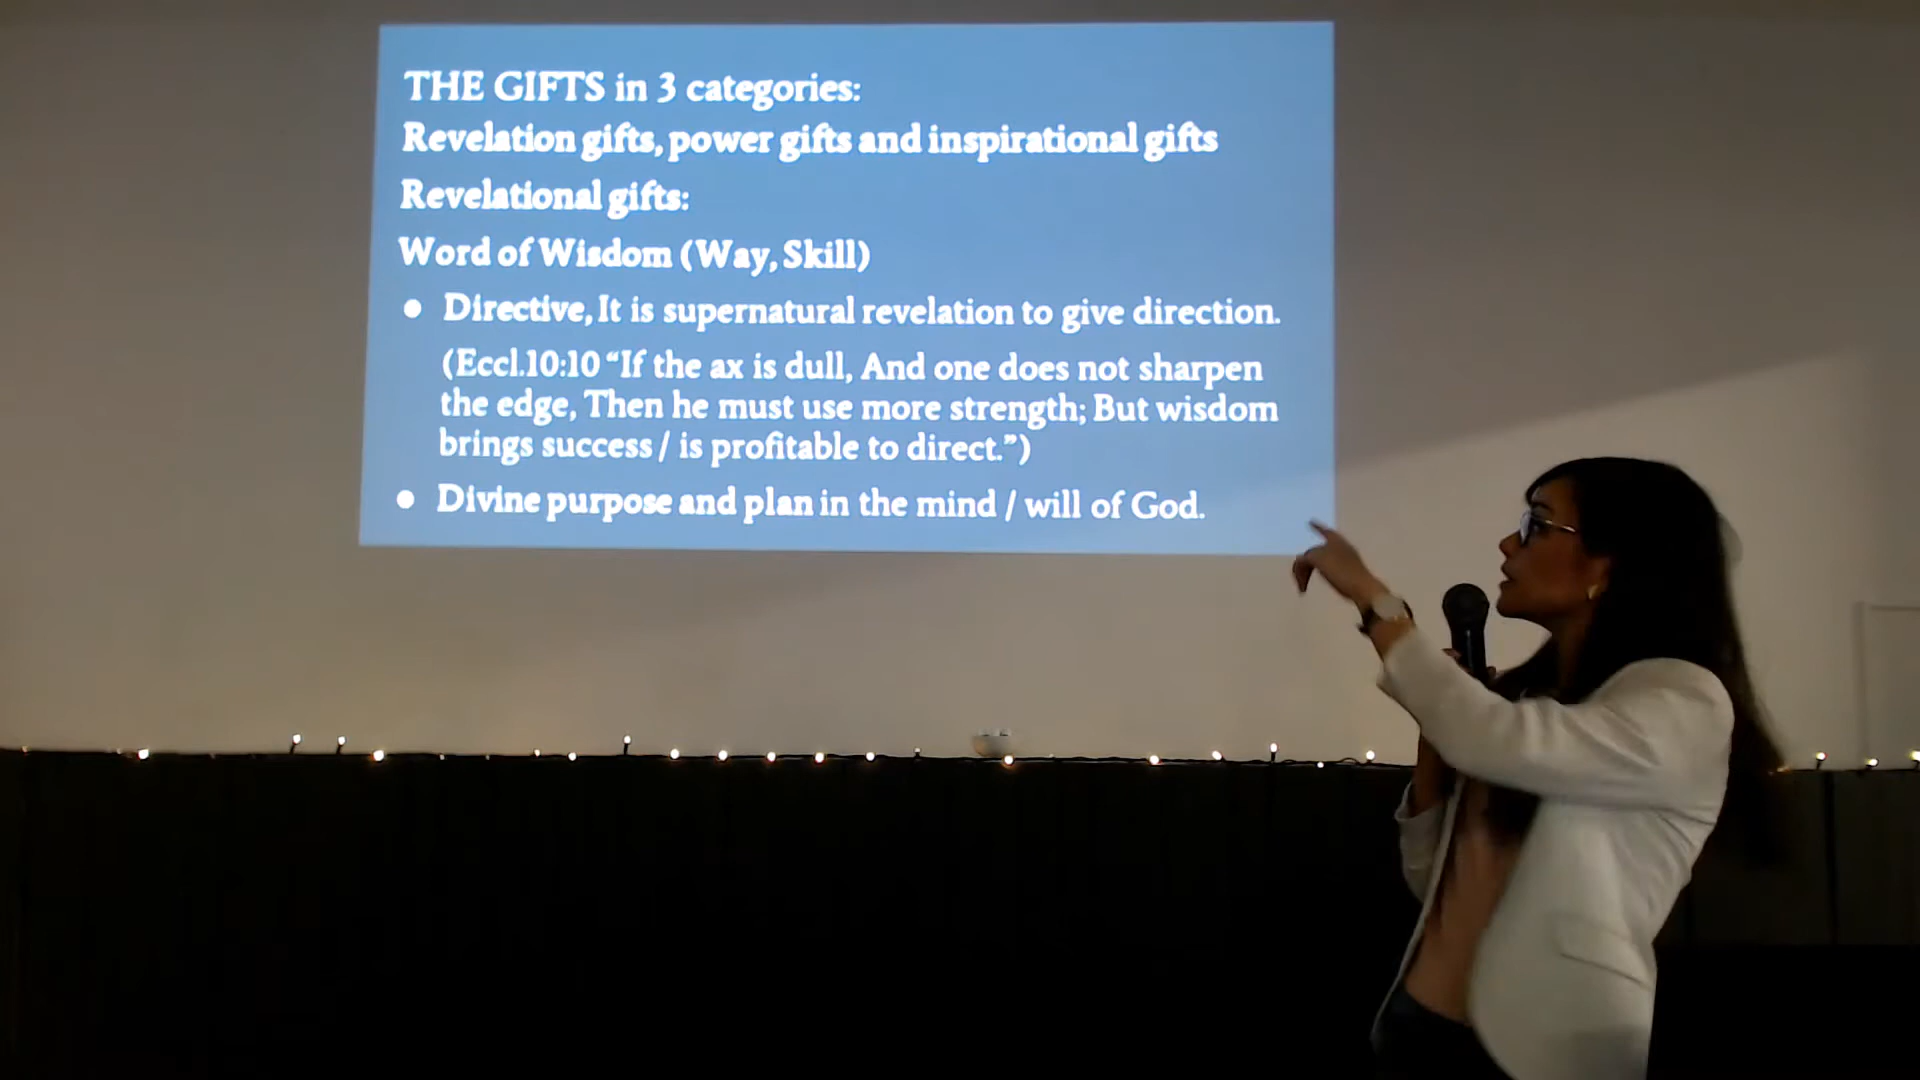 THE GIFTS in 3 categories:
Revelation gifts, power gifts and inspirational gifts
Revelational gifts:
Word of Wisdom (Way, Skill)
● Directive, It is supernatural revelation to give direction.
(Eccl.10:10 “If the ax is dull, And one does not sharpen
the edge, Then he must use more strength; But wisdom
brings success / is profitable to direct.”)
● Divine purpose and plan in the mind / will of God.